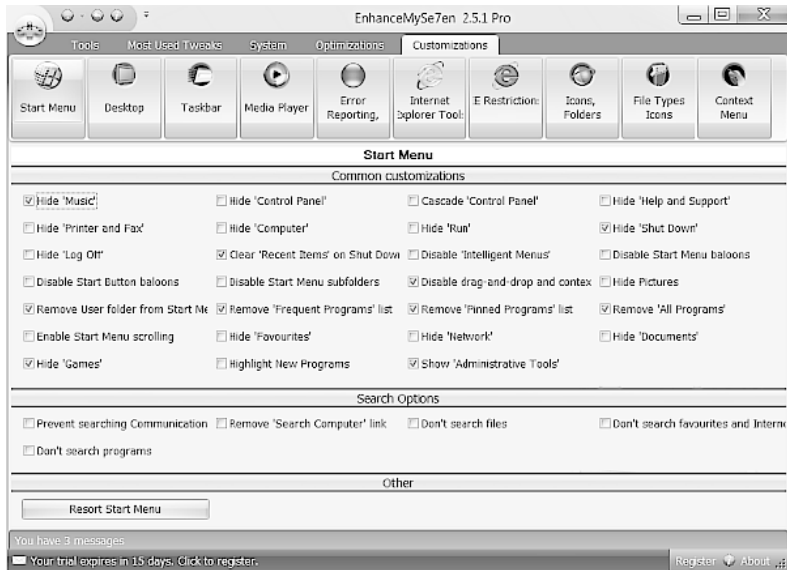 EnhanceMySe7en 2.5.1 Pro
Tools Most Used Tweaks System Optimizations Customizations
Start Menu Desktop Taskbar Media Player Error Reporting, Internet Explorer Tool: E Restriction: Icons, Folders File Types Icons Context Menu
Start Menu
Common customizations
Hide 'Music' Hide 'Control Panel' Cascade 'Control Panel' Hide 'Help and Support'
Hide 'Printer and Fax' Hide 'Computer' Hide 'Run' Hide 'Shut Down'
Hide 'Log Off' Clear 'Recent Items' on Shut Dow Disable 'Intelligent Menus' Disable Start Menu baloons
Disable Start Button baloons Disable Start Menu subfolders Disable drag-and-drop and contex Hide Pictures
Remove User folder from Start Me Remove 'Frequent Programs' list Remove 'Pinned Programs' list Remove 'All Programs'
Enable Start Menu scrolling Hide 'Favourites' Hide 'Network' Hide 'Documents'
Hide 'Games' Highlight New Programs Show 'Administrative Tools'
Search Options
Prevent searching Communication Remove 'Search Computer' link Don't search files Don't search favourites and Interne
Don't search programs
Other
Resort Start Menu
You have 3 messages
Your trial expires in 15 days. Click to register. Register About